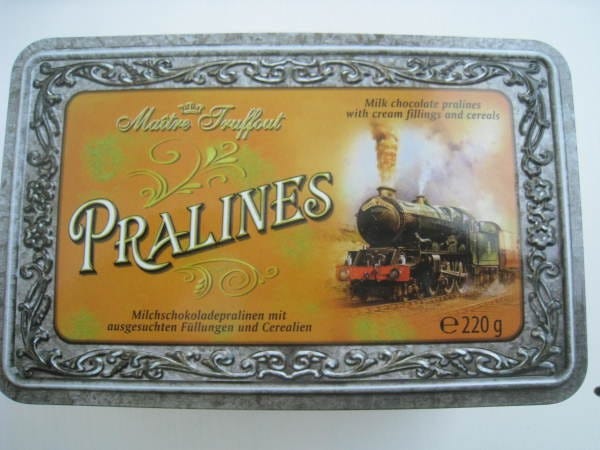 Maître Truffout
Milk chocolate pralines
with cream fillings and cereals
PRALINES
Milchschokoladepralinen mit
ausgesuchten Füllungen und Cerealien
℮ 220 g